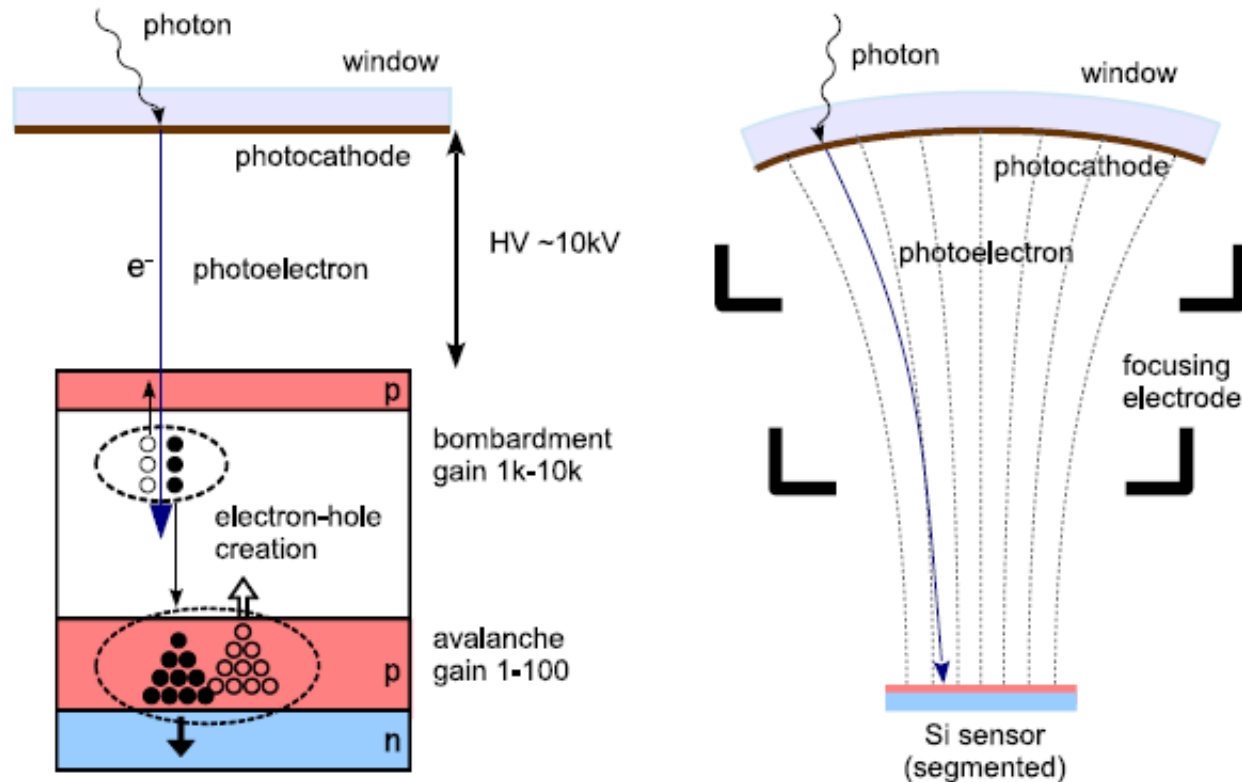 photon
window
photocathode
HV ~10kV
e⁻
photoelectron
p
bombardment
gain 1k-10k
electron-hole
creation
p
avalanche
gain 1-100
n
photon
window
photocathode
photoelectron
focusing
electrode
Si sensor
(segmented)